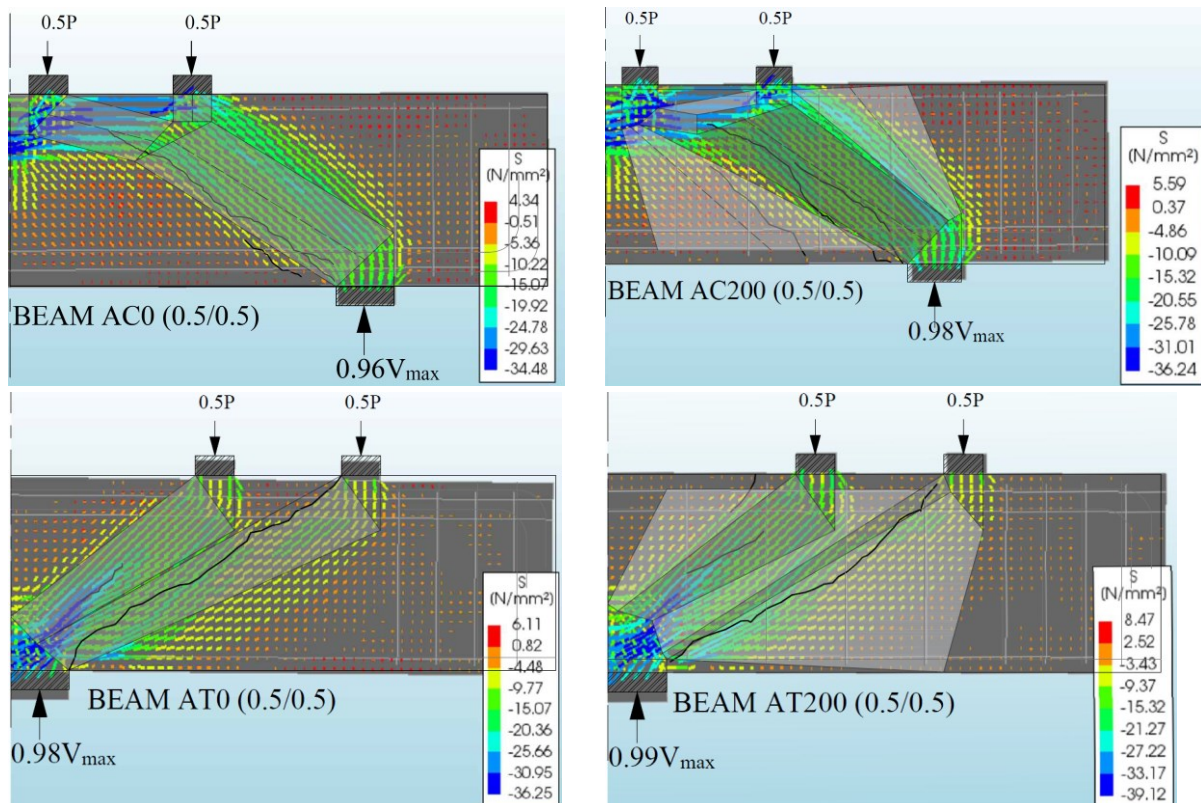 0.5P 0.5P
S
(N/mm²)
4.34
-0.51
-5.36
-10.22
-15.07
-19.92
-24.78
-29.63
-34.48
BEAM AC0 (0.5/0.5)
0.96Vmax
0.5P 0.5P
S
(N/mm²)
5.59
0.37
-4.86
-10.09
-15.32
-20.55
-25.78
-31.01
-36.24
BEAM AC200 (0.5/0.5)
0.98Vmax
0.5P 0.5P
S
(N/mm²)
6.11
0.82
-4.48
-9.77
-15.07
-20.36
-25.66
-30.95
-36.25
BEAM AT0 (0.5/0.5)
0.98Vmax
0.5P 0.5P
S
(N/mm²)
8.47
2.52
-3.43
-9.37
-15.32
-21.27
-27.22
-33.17
-39.12
BEAM AT200 (0.5/0.5)
0.99Vmax